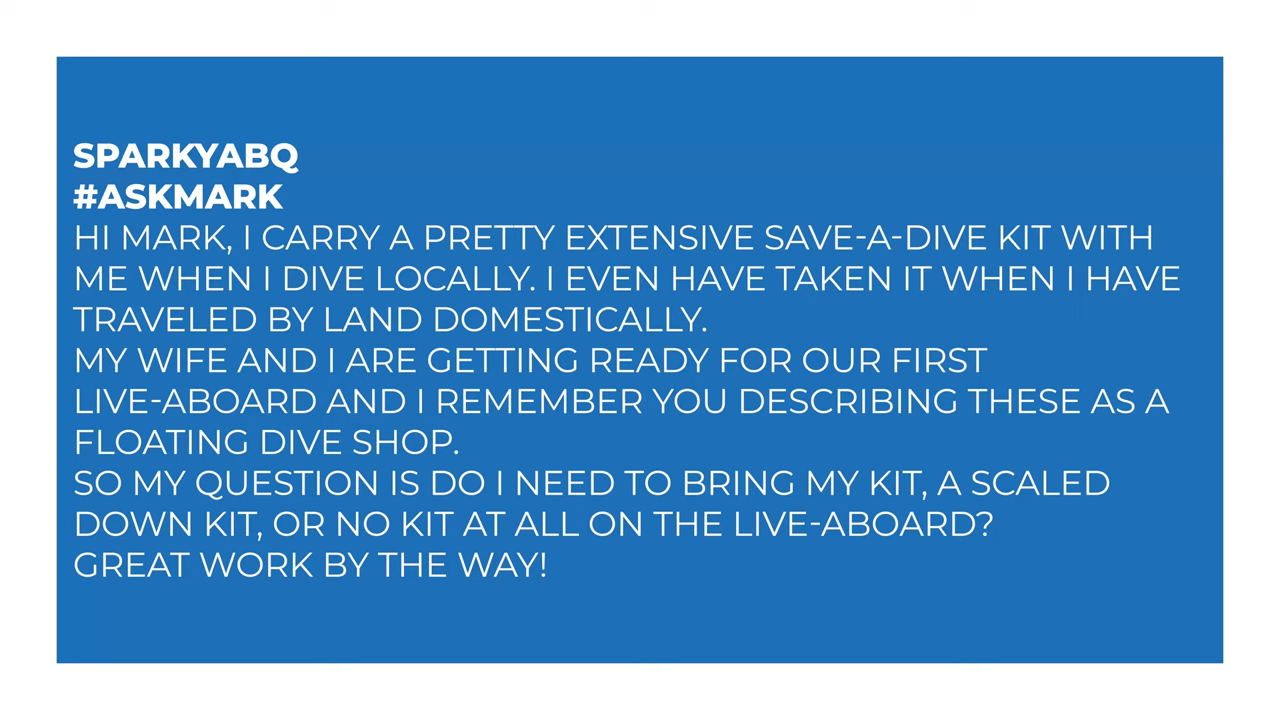 SPARKYABQ
#ASKMARK
HI MARK, I CARRY A PRETTY EXTENSIVE SAVE-A-DIVE KIT WITH
ME WHEN I DIVE LOCALLY. I EVEN HAVE TAKEN IT WHEN I HAVE
TRAVELED BY LAND DOMESTICALLY.
MY WIFE AND I ARE GETTING READY FOR OUR FIRST
LIVE-ABOARD AND I REMEMBER YOU DESCRIBING THESE AS A
FLOATING DIVE SHOP.
SO MY QUESTION IS DO I NEED TO BRING MY KIT, A SCALED
DOWN KIT, OR NO KIT AT ALL ON THE LIVE-ABOARD?
GREAT WORK BY THE WAY!